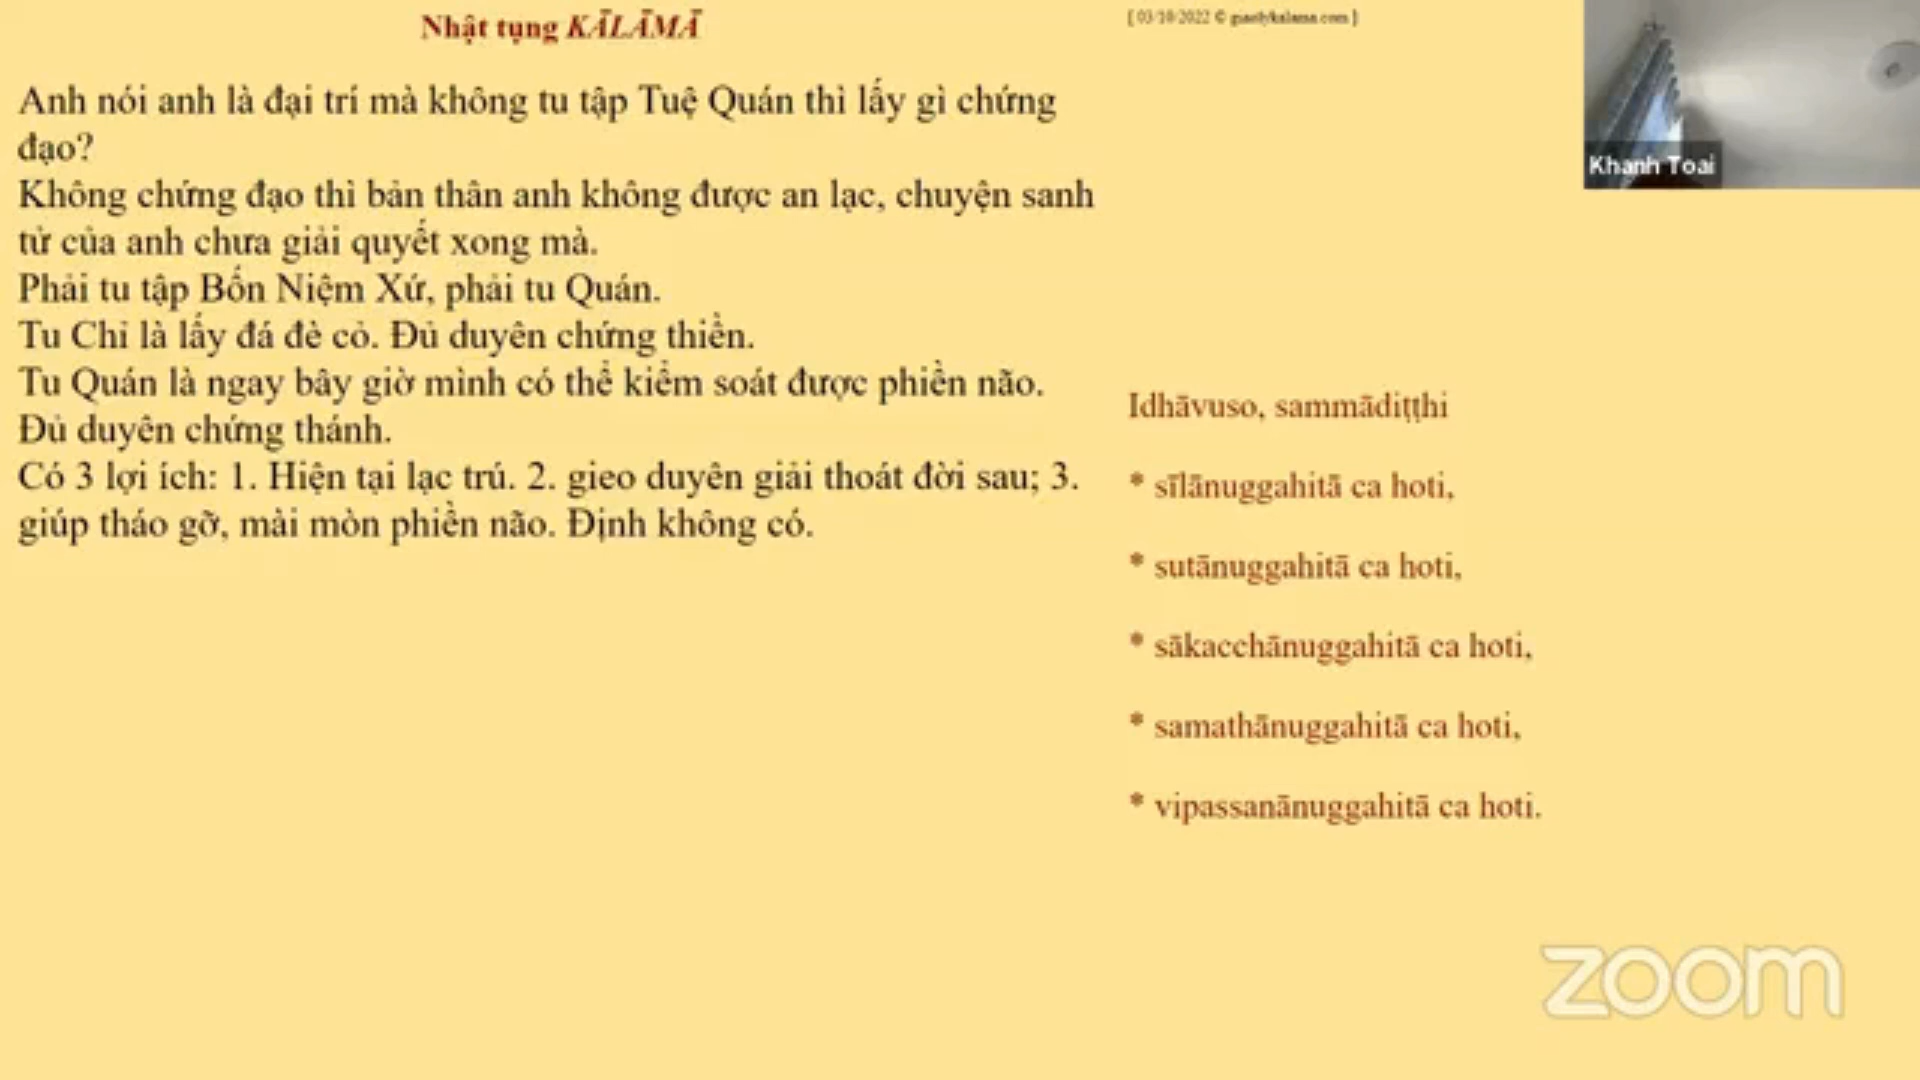 Nhật tụng KĀLĀMĀ
[ 03/10/2022 © giaolykalama.com ]
Anh nói anh là đại trí mà không tu tập Tuệ Quán thì lấy gì chứng
đạo?
Không chứng đạo thì bản thân anh không được an lạc, chuyện sanh
tử của anh chưa giải quyết xong mà.
Phải tu tập Bốn Niệm Xứ, phải tu Quán.
Tu Chỉ là lấy đá đè cỏ. Đủ duyên chứng thiền.
Tu Quán là ngay bây giờ mình có thể kiểm soát được phiền não.
Đủ duyên chứng thánh.
Có 3 lợi ích: 1. Hiện tại lạc trú. 2. gieo duyên giải thoát đời sau; 3.
giúp tháo gỡ, mài mòn phiền não. Định không có.
Idhāvuso, sammādiṭṭhi
* sīlānuggahitā ca hoti,
* sutānuggahitā ca hoti,
* sākacchānuggahitā ca hoti,
* samathānuggahitā ca hoti,
* vipassanānuggahitā ca hoti.
Khanh Toai
zoom